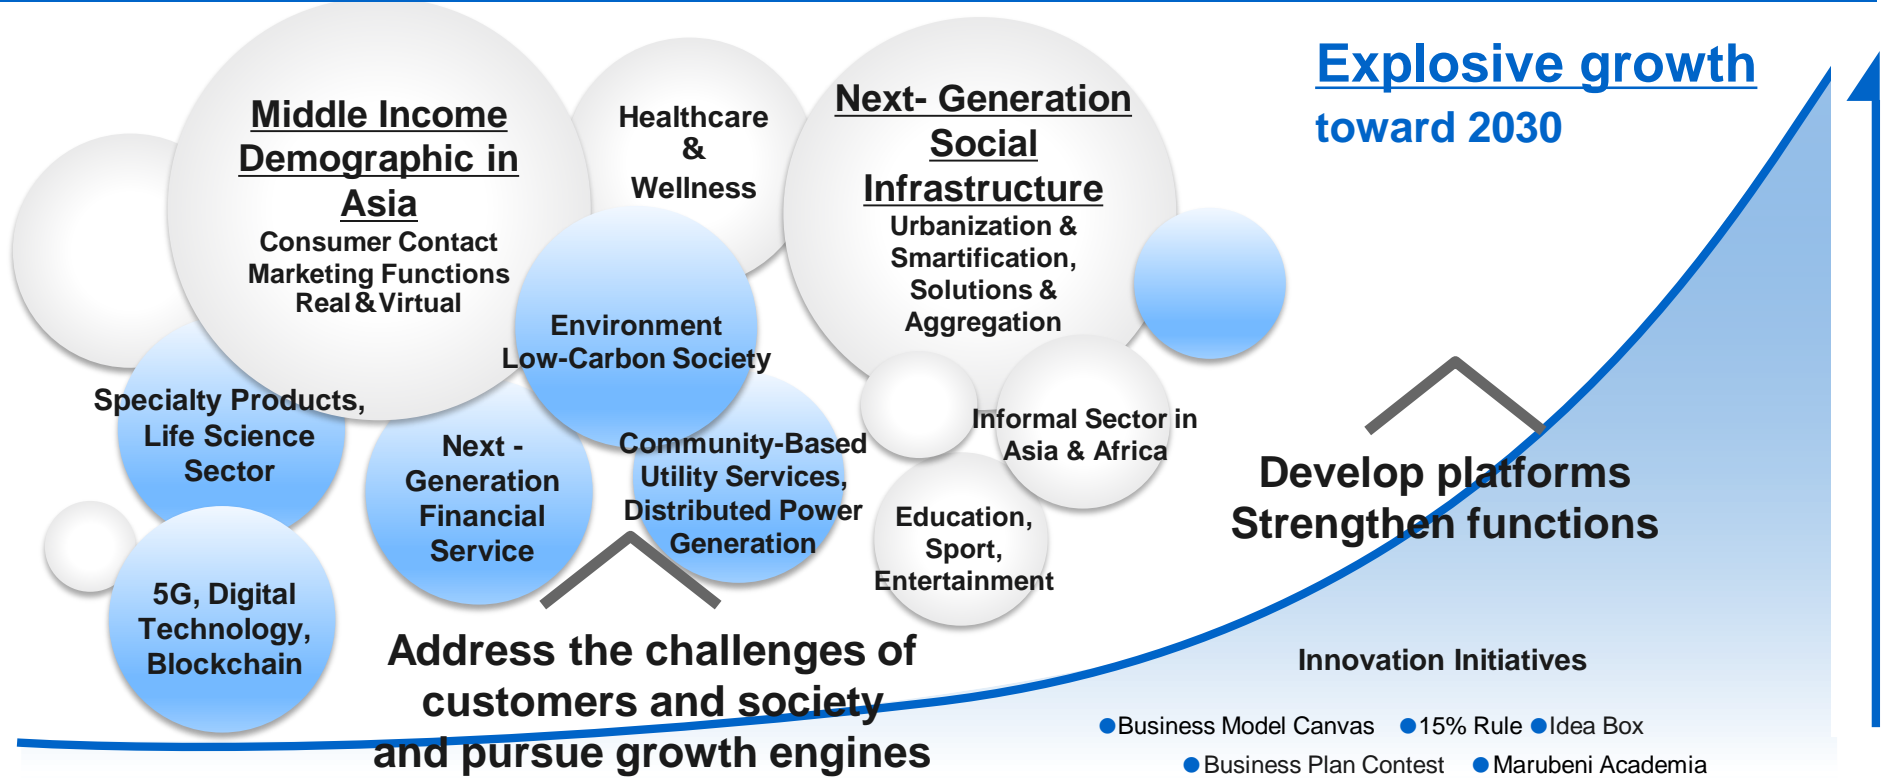 Middle Income
Demographic in
Asia
Consumer Contact
Marketing Functions
Real&Virtual
Healthcare
&
Wellness
Next- Generation
Social
Infrastructure
Urbanization &
Smartification,
Solutions &
Aggregation
Explosive growth
toward 2030
Environment
Low-Carbon Society
Specialty Products,
Life Science
Sector
Next -
Generation
Financial
Service
Community-Based
Utility Services,
Distributed Power
Generation
Informal Sector in
Asia & Africa
Education,
Sport,
Entertainment
5G, Digital
Technology,
Blockchain
Develop platforms
Strengthen functions
Address the challenges of
customers and society
and pursue growth engines
Innovation Initiatives
●Business Model Canvas ●15% Rule ●Idea Box
●Business Plan Contest ●Marubeni Academia